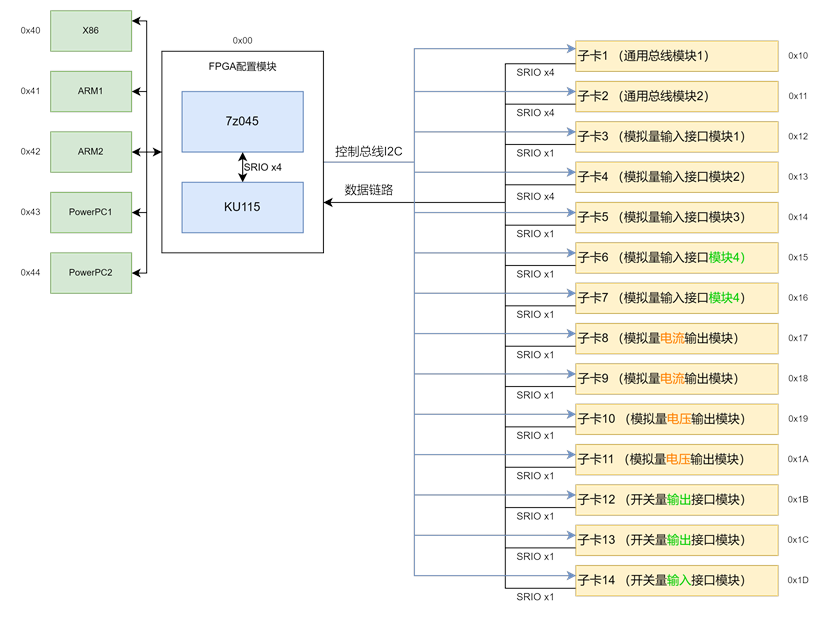 0x40
X86
0x41
ARM1
0x42
ARM2
0x43
PowerPC1
0x44
PowerPC2
0x00
FPGA配置模块
7z045
SRIO x4
KU115
控制总线I2C
数据链路
子卡1 （通用总线模块1）
0x10
SRIO x4
子卡2 （通用总线模块2）
0x11
SRIO x4
子卡3 （模拟量输入接口模块1）
0x12
SRIO x1
子卡4 （模拟量输入接口模块2）
0x13
SRIO x4
子卡5 （模拟量输入接口模块3）
0x14
SRIO x1
子卡6 （模拟量输入接口模块4）
0x15
SRIO x1
子卡7 （模拟量输入接口模块4）
0x16
SRIO x1
子卡8 （模拟量电流输出模块）
0x17
SRIO x1
子卡9 （模拟量电流输出模块）
0x18
SRIO x1
子卡10 （模拟量电压输出模块）
0x19
SRIO x1
子卡11 （模拟量电压输出模块）
0x1A
SRIO x1
子卡12 （开关量输出接口模块）
0x1B
SRIO x1
子卡13 （开关量输出接口模块）
0x1C
SRIO x1
子卡14 （开关量输入接口模块）
0x1D
SRIO x1